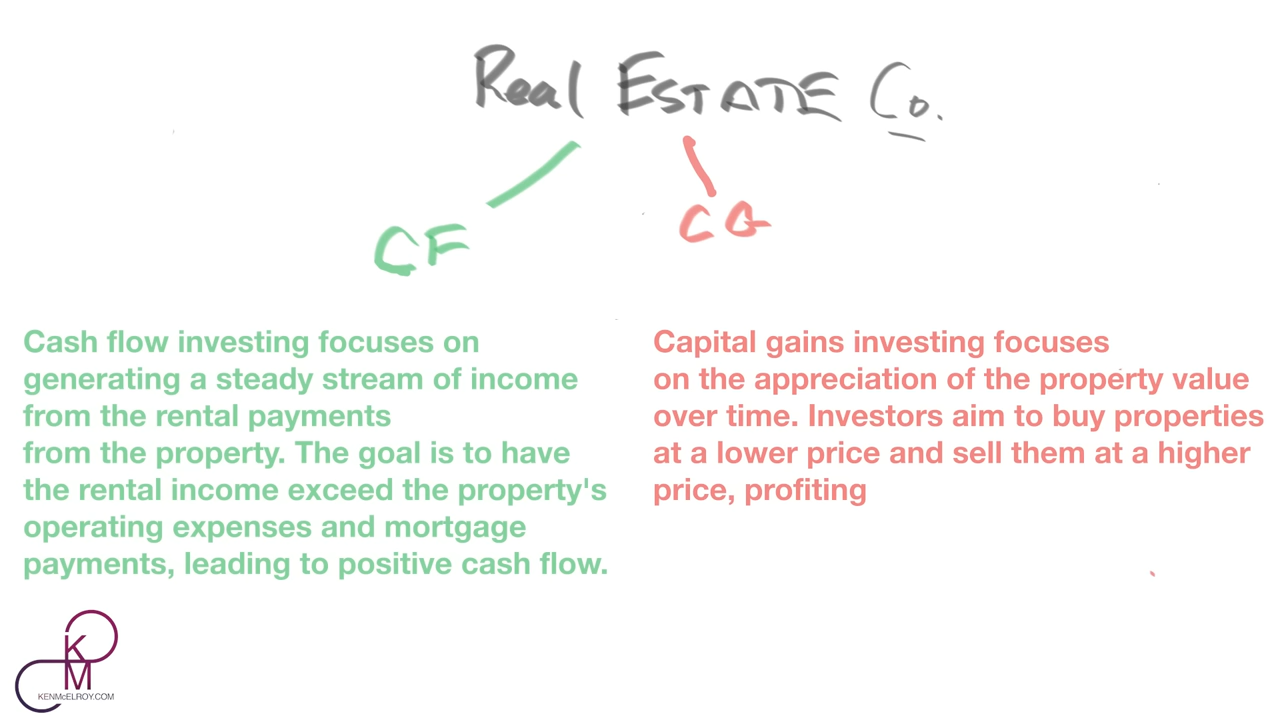 Real ESTATE Co.
CF
CG
Cash flow investing focuses on
generating a steady stream of income
from the rental payments
from the property. The goal is to have
the rental income exceed the property's
operating expenses and mortgage
payments, leading to positive cash flow.
Capital gains investing focuses
on the appreciation of the property value
over time. Investors aim to buy properties
at a lower price and sell them at a higher
price, profiting
KM
KENMcELROY.COM